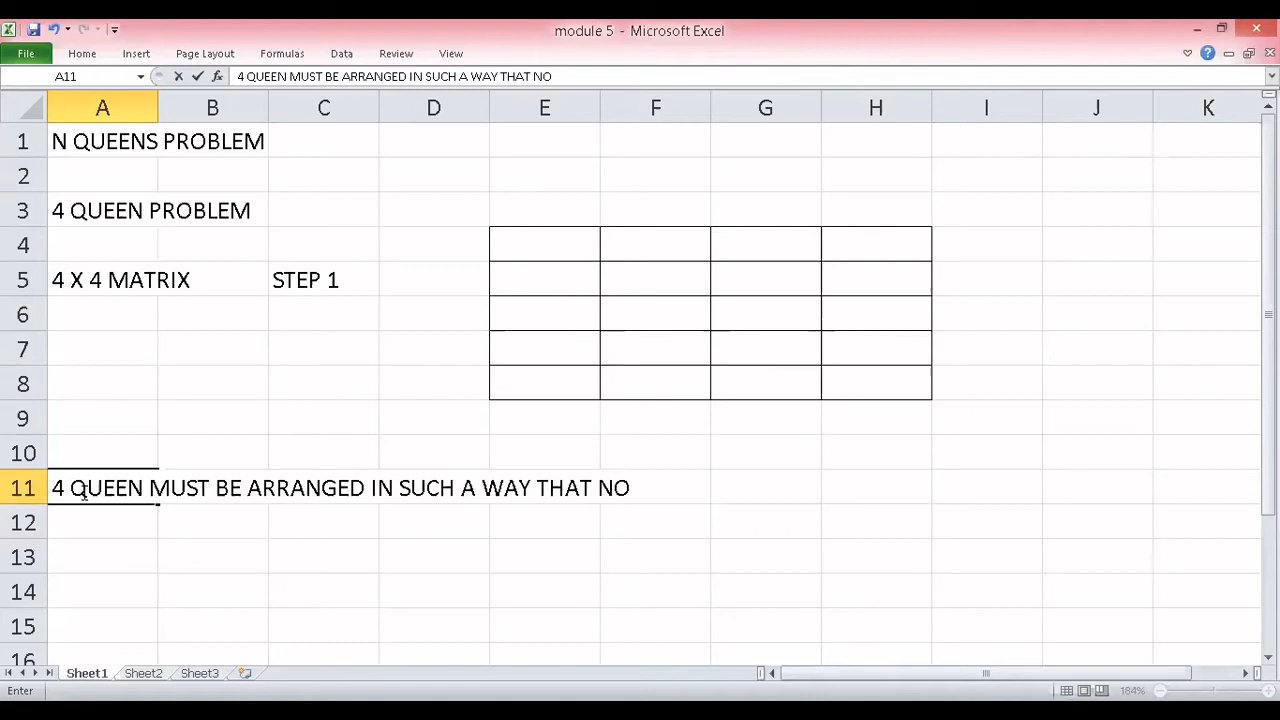 module 5 - Microsoft Excel
File Home Insert Page Layout Formulas Data Review View
A11 fx 4 QUEEN MUST BE ARRANGED IN SUCH A WAY THAT NO
A B C D E F G H I J K
1 N QUEENS PROBLEM
2
3 4 QUEEN PROBLEM
4
5 4 X 4 MATRIX STEP 1
6
7
8
9
10
11 4 QUEEN MUST BE ARRANGED IN SUCH A WAY THAT NO
12
13
14
15
16
Sheet1 Sheet2 Sheet3
Enter 184%